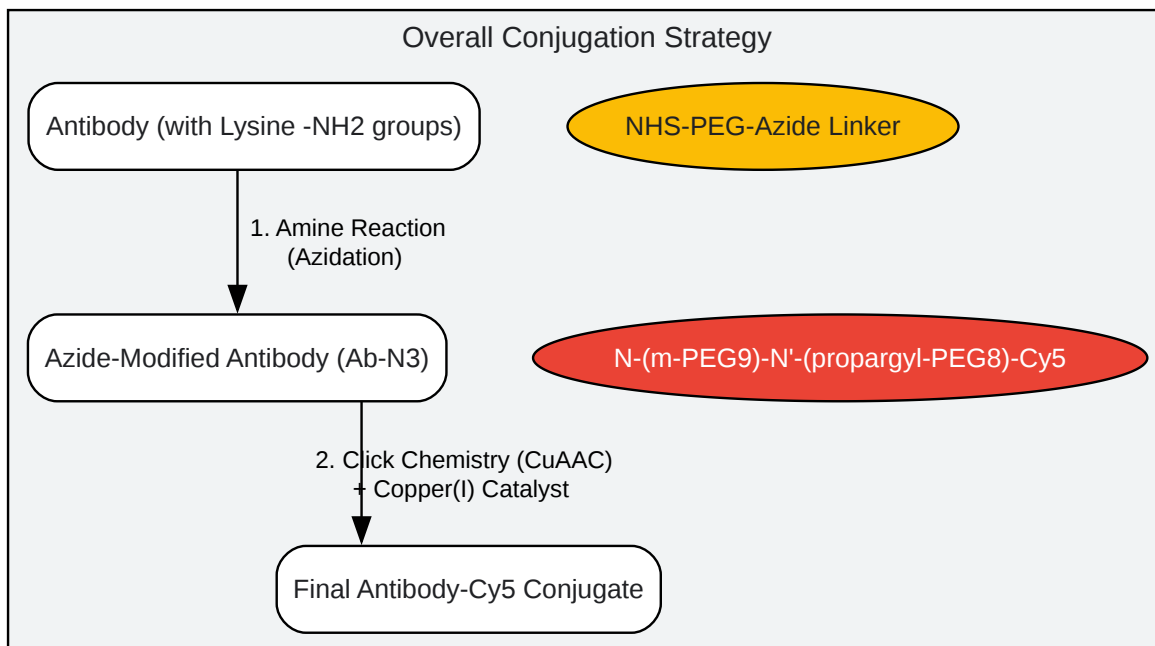 Overall Conjugation Strategy
Antibody (with Lysine -NH2 groups)
NHS-PEG-Azide Linker
1. Amine Reaction
(Azidation)
Azide-Modified Antibody (Ab-N3)
N-(m-PEG9)-N'-(propargyl-PEG8)-Cy5
2. Click Chemistry (CuAAC)
+ Copper(I) Catalyst
Final Antibody-Cy5 Conjugate